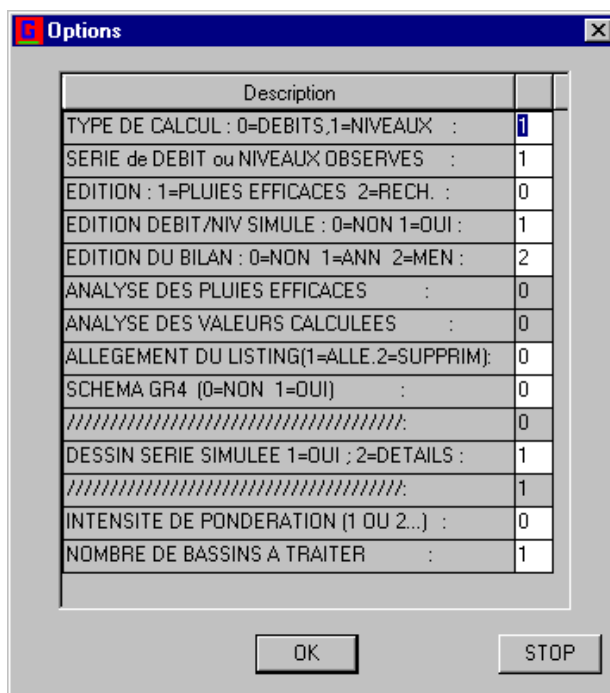 G Options
Description
TYPE DE CALCUL : 0=DEBITS,1=NIVEAUX : 1
SERIE de DEBIT ou NIVEAUX OBSERVES : 1
EDITION : 1=PLUIES EFFICACES 2=RECH. : 0
EDITION DEBIT/NIV SIMULE : 0=NON 1=OUI : 1
EDITION DU BILAN : 0=NON 1=ANN 2=MEN : 2
ANALYSE DES PLUIES EFFICACES : 0
ANALYSE DES VALEURS CALCULEES : 0
ALLEGEMENT DU LISTING(1=ALLE.2=SUPPRIM): 0
SCHEMA GR4 (0=NON 1=OUI) : 0
//////////////////////////////////////: 0
DESSIN SERIE SIMULEE 1=OUI ; 2=DETAILS : 1
//////////////////////////////////////: 1
INTENSITE DE PONDERATION (1 OU 2...) : 0
NOMBRE DE BASSINS A TRAITER : 1
OK STOP